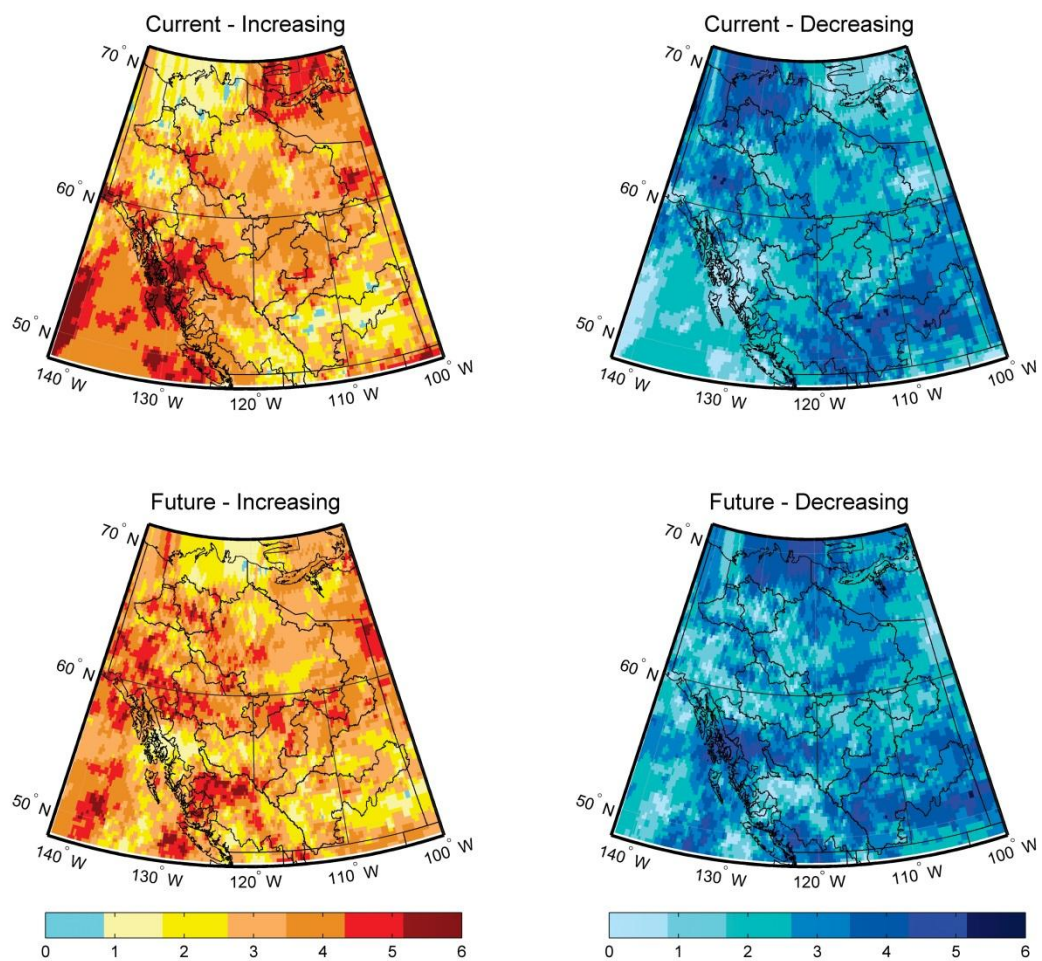 Current - Increasing
Current - Decreasing
70° N
60° N
50° N
140° W
130° W
120° W
110° W
100° W
70° N
60° N
50° N
140° W
130° W
120° W
110° W
100° W
Future - Increasing
Future - Decreasing
70° N
60° N
50° N
140° W
130° W
120° W
110° W
100° W
70° N
60° N
50° N
140° W
130° W
120° W
110° W
100° W
0 1 2 3 4 5 6
0 1 2 3 4 5 6